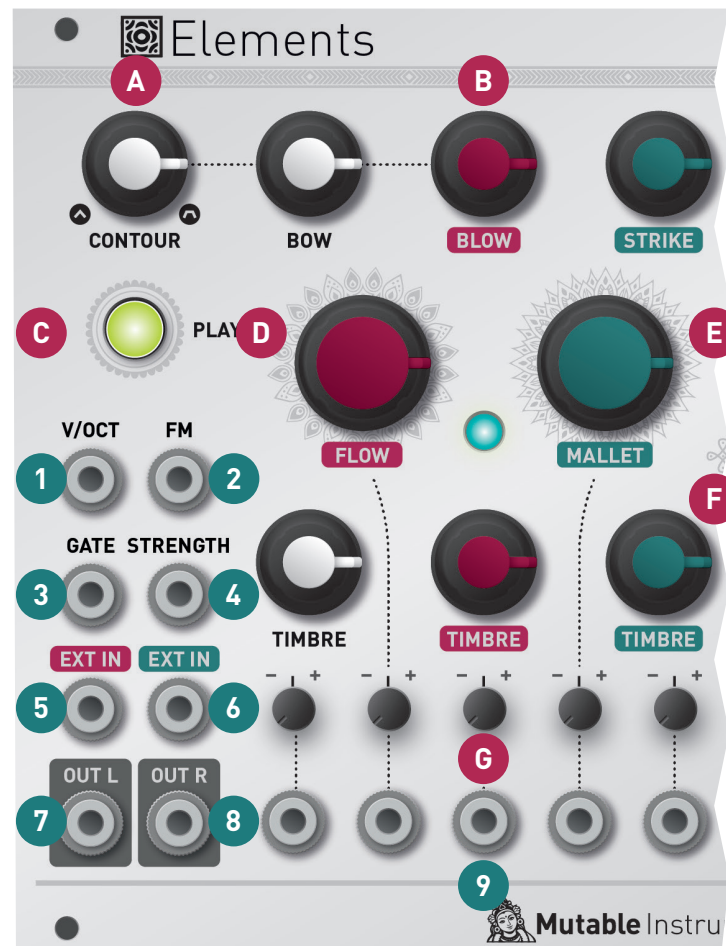 Elements
A B
CONTOUR BOW BLOW STRIKE
C PLAY D E
V/OCT FM FLOW MALLET
1 2 F
GATE STRENGTH
3 4
TIMBRE TIMBRE TIMBRE
EXT IN EXT IN
- + - + - + - + - +
5 6
G
OUT L OUT R
7 8
9
Mutable Instru